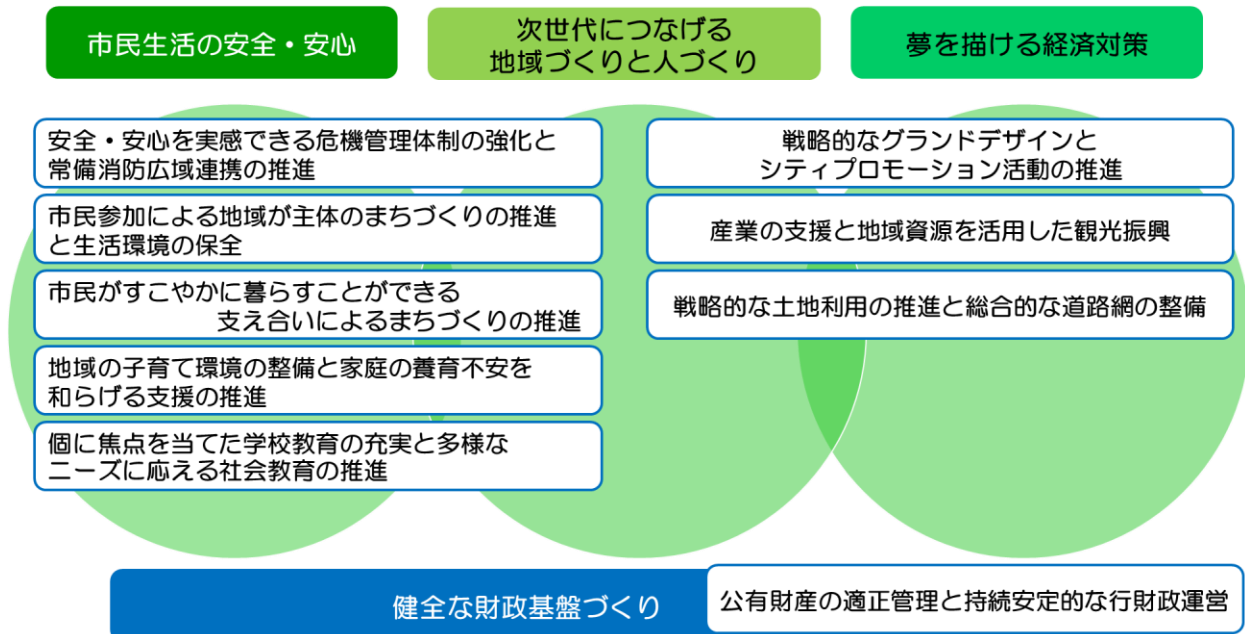 市民生活の安全・安心
次世代につなげる
地域づくりと人づくり
夢を描ける経済対策
安全・安心を実感できる危機管理体制の強化と
常備消防広域連携の推進
市民参加による地域が主体のまちづくりの推進
と生活環境の保全
市民がすこやかに暮らすことができる
支え合いによるまちづくりの推進
地域の子育て環境の整備と家庭の養育不安を
和らげる支援の推進
個に焦点を当てた学校教育の充実と多様な
ニーズに応える社会教育の推進
戦略的なグランドデザインと
シティプロモーション活動の推進
産業の支援と地域資源を活用した観光振興
戦略的な土地利用の推進と総合的な道路網の整備
健全な財政基盤づくり
公有財産の適正管理と持続安定的な行財政運営